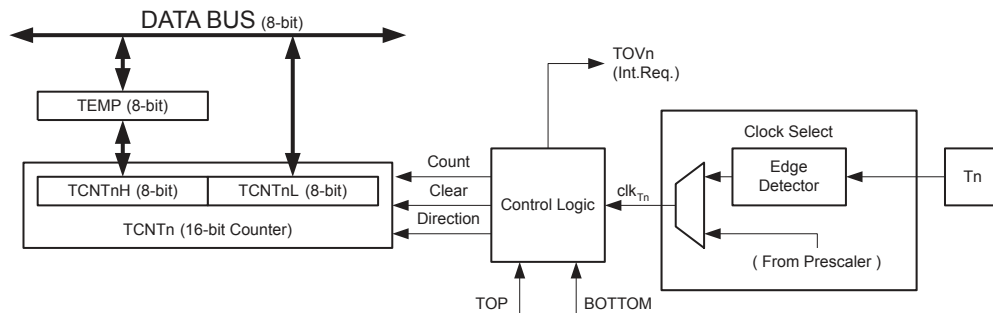 DATA BUS (8-bit)
TOVn
(Int.Req.)
TEMP (8-bit)
Clock Select
Count
Edge
Detector
Tn
TCNTnH (8-bit)
TCNTnL (8-bit)
Clear
Control Logic
clkTn
TCNTn (16-bit Counter)
Direction
( From Prescaler )
TOP
BOTTOM